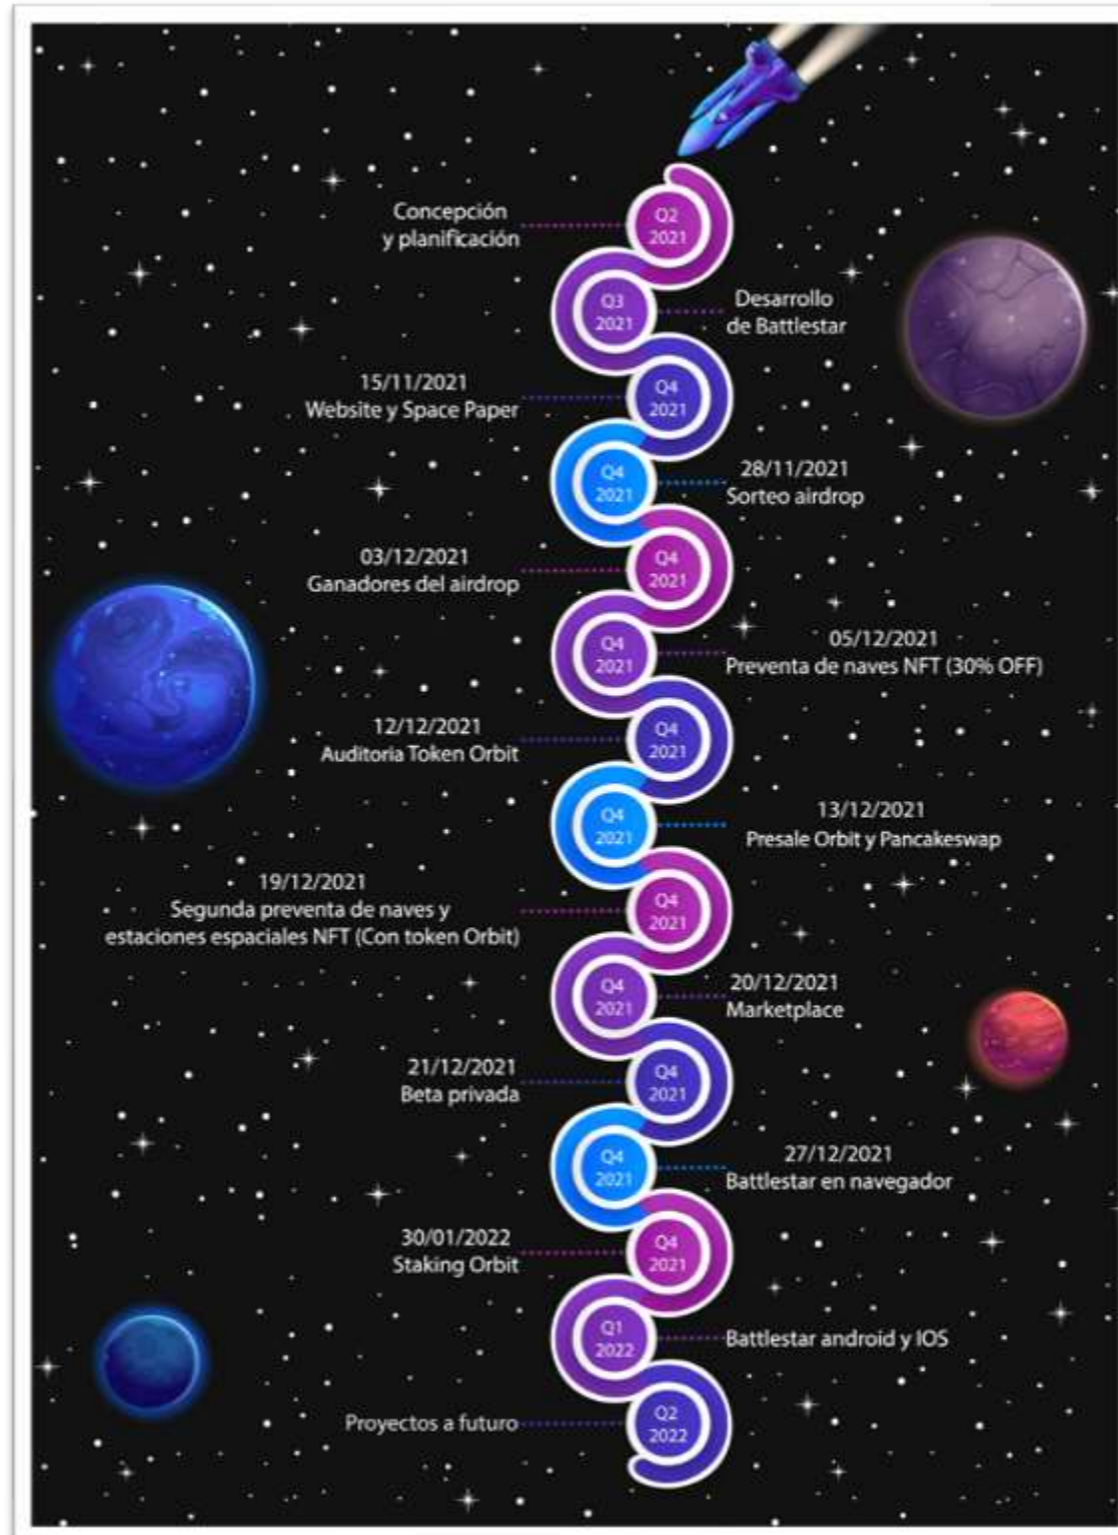 Concepción
y planificación
Q2
2021
Q3
2021
Desarrollo
de Battlestar
15/11/2021
Website y Space Paper
Q4
2021
Q4
2021
28/11/2021
Sorteo airdrop
03/12/2021
Ganadores del airdrop
Q4
2021
Q4
2021
05/12/2021
Preventa de naves NFT (30% OFF)
12/12/2021
Auditoria Token Orbit
Q4
2021
Q4
2021
13/12/2021
Presale Orbit y Pancakeswap
19/12/2021
Segunda preventa de naves y
estaciones espaciales NFT (Con token Orbit)
Q4
2021
Q4
2021
20/12/2021
Marketplace
21/12/2021
Beta privada
Q4
2021
Q4
2021
27/12/2021
Battlestar en navegador
30/01/2022
Staking Orbit
Q4
2021
Q1
2022
Battlestar android y IOS
Proyectos a futuro
Q2
2022